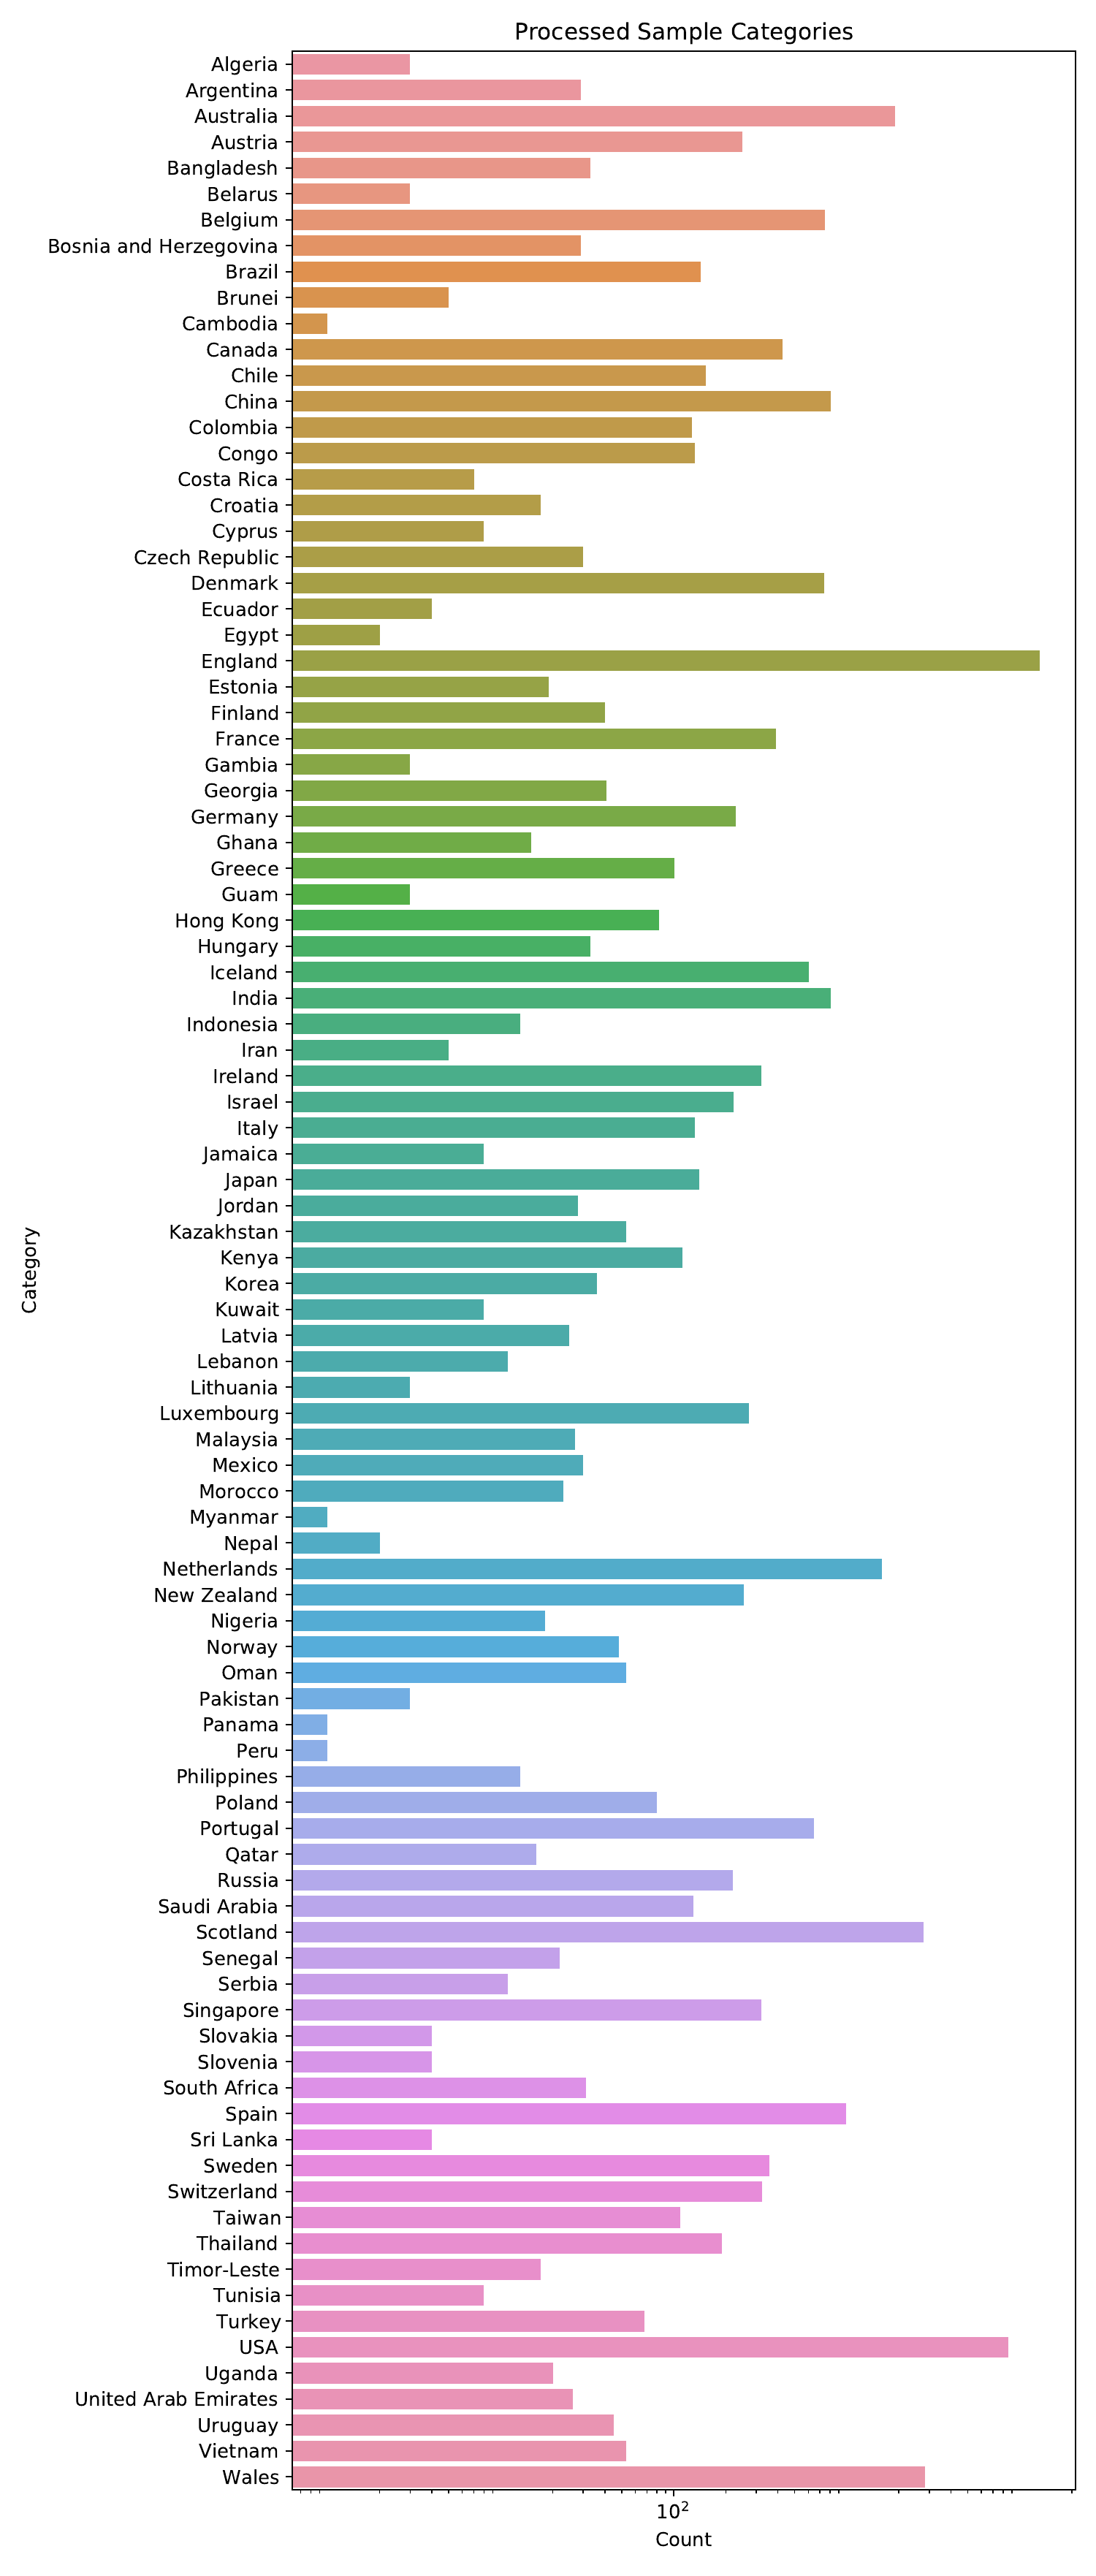 Processed Sample Categories
Algeria
Argentina
Australia
Austria
Bangladesh
Belarus
Belgium
Bosnia and Herzegovina
Brazil
Brunei
Cambodia
Canada
Chile
China
Colombia
Congo
Costa Rica
Croatia
Cyprus
Czech Republic
Denmark
Ecuador
Egypt
England
Estonia
Finland
France
Gambia
Georgia
Germany
Ghana
Greece
Guam
Hong Kong
Hungary
Iceland
India
Indonesia
Iran
Ireland
Israel
Italy
Jamaica
Japan
Jordan
Kazakhstan
Kenya
Korea
Kuwait
Latvia
Lebanon
Lithuania
Luxembourg
Malaysia
Mexico
Morocco
Myanmar
Nepal
Netherlands
New Zealand
Nigeria
Norway
Oman
Pakistan
Panama
Peru
Philippines
Poland
Portugal
Qatar
Russia
Saudi Arabia
Scotland
Senegal
Serbia
Singapore
Slovakia
Slovenia
South Africa
Spain
Sri Lanka
Sweden
Switzerland
Taiwan
Thailand
Timor-Leste
Tunisia
Turkey
USA
Uganda
United Arab Emirates
Uruguay
Vietnam
Wales
Category
10²
Count